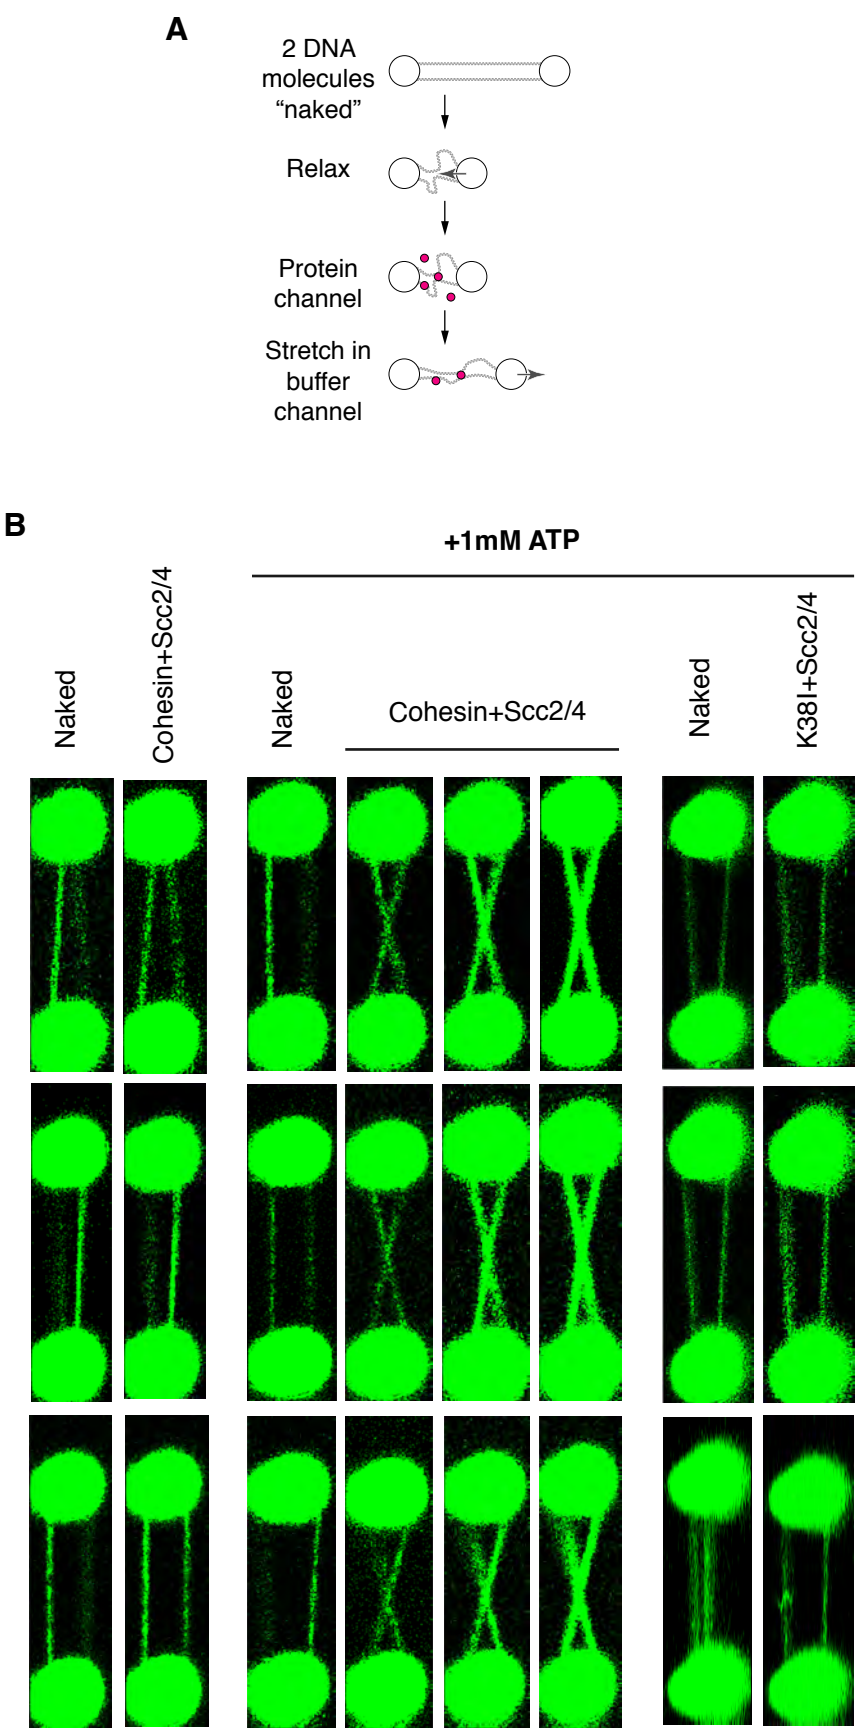 A
2 DNA
molecules
“naked”
Relax
Protein
channel
Stretch in
buffer
channel
B
+1mM ATP
Naked
Cohesin+Scc2/4
Naked
Cohesin+Scc2/4
Naked
K38I+Scc2/4